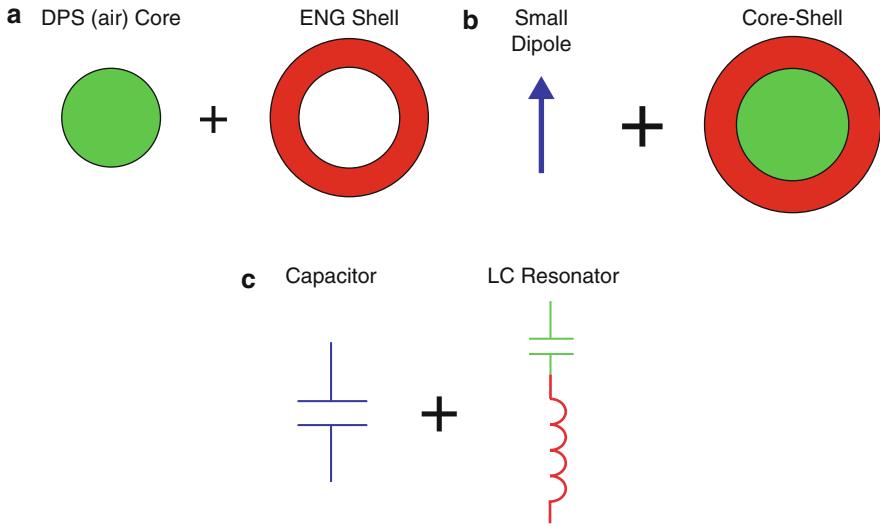 a DPS (air) Core
ENG Shell
b Small
Dipole
Core-Shell
c Capacitor
LC Resonator